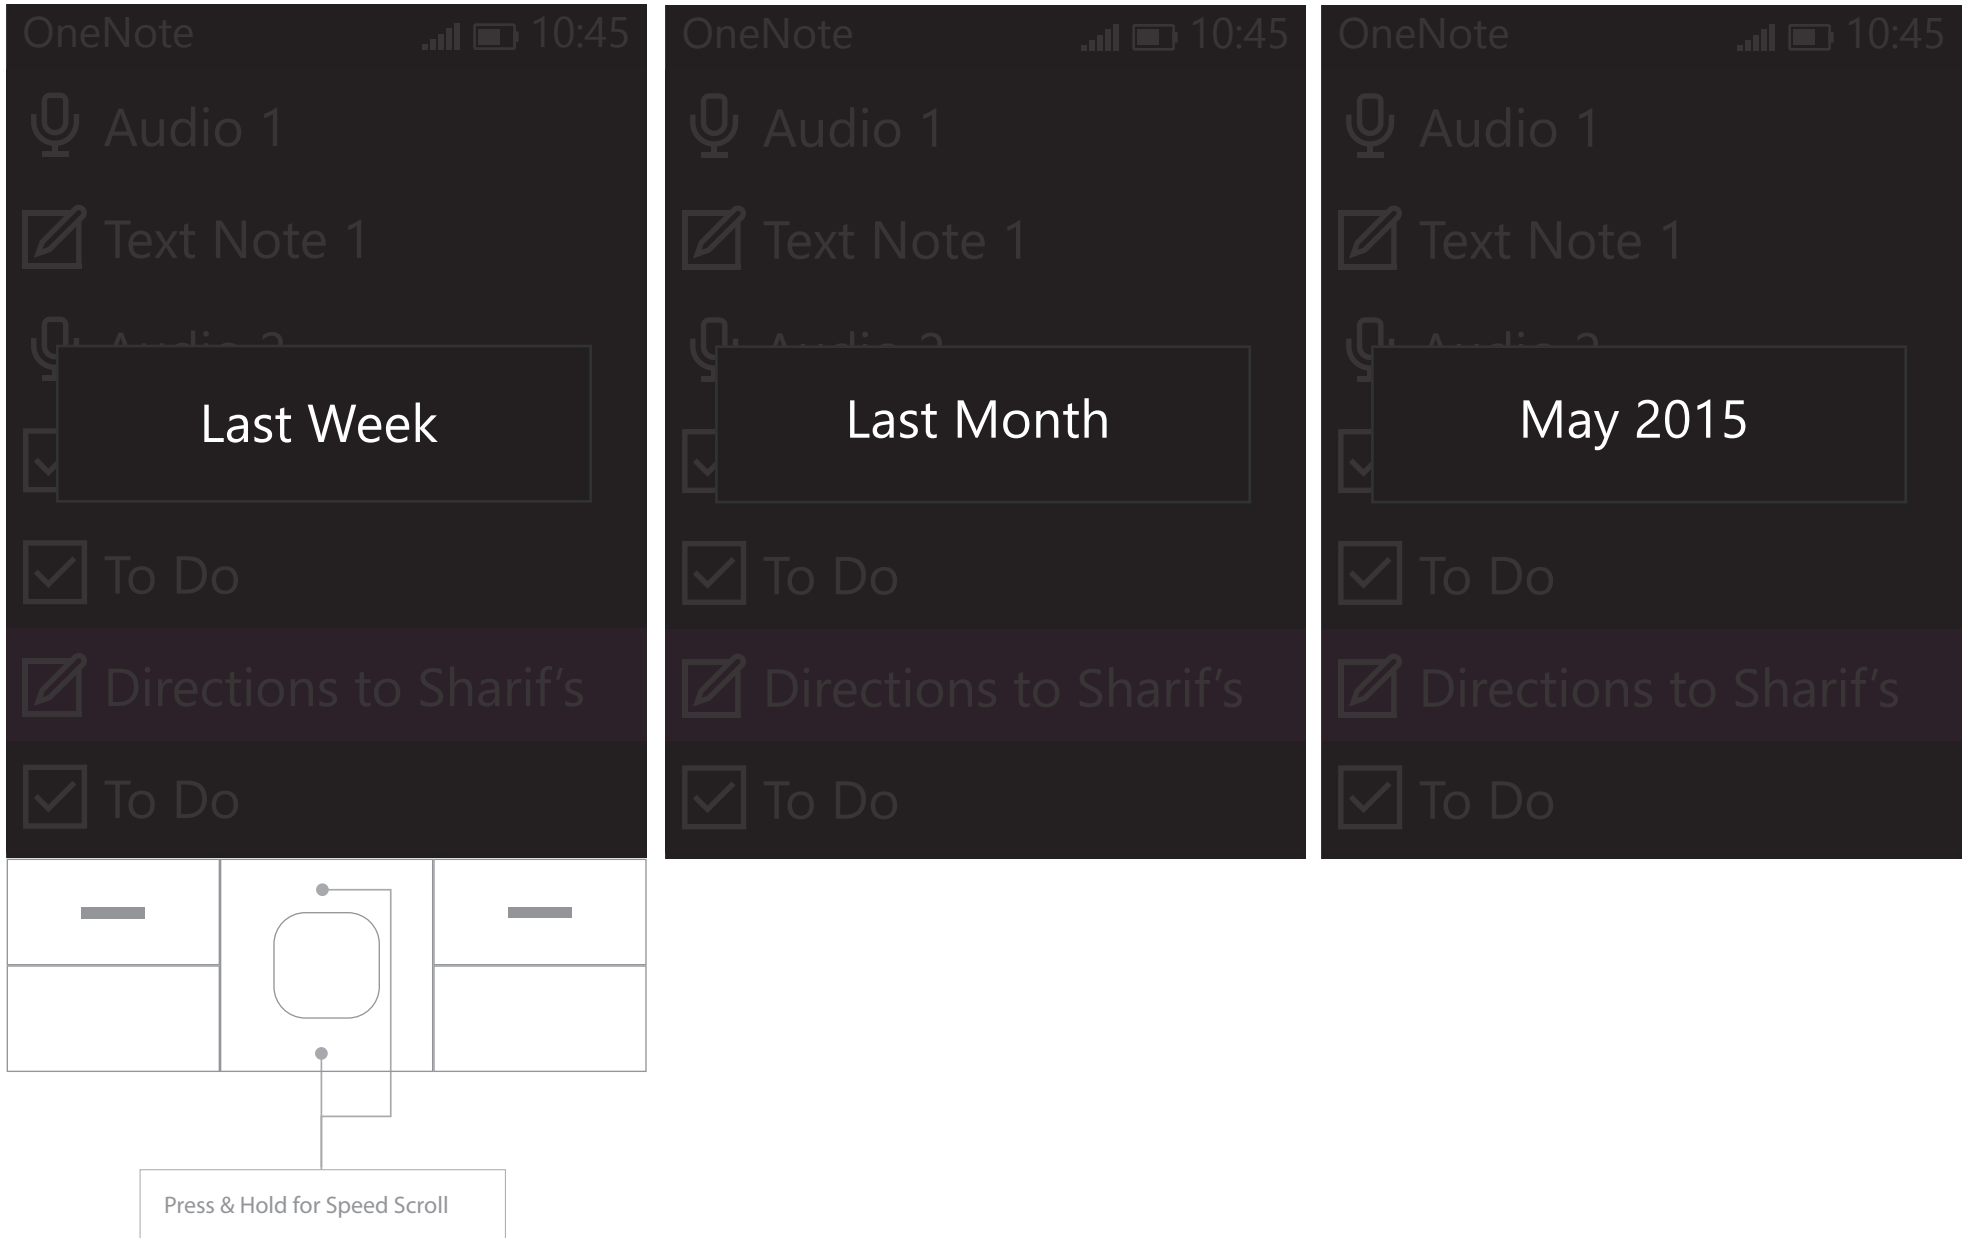 OneNote 10:45
Audio 1
Text Note 1
Last Week
To Do
Directions to Sharif’s
To Do
OneNote 10:45
Audio 1
Text Note 1
Last Month
To Do
Directions to Sharif’s
To Do
OneNote 10:45
Audio 1
Text Note 1
May 2015
To Do
Directions to Sharif’s
To Do
Press & Hold for Speed Scroll